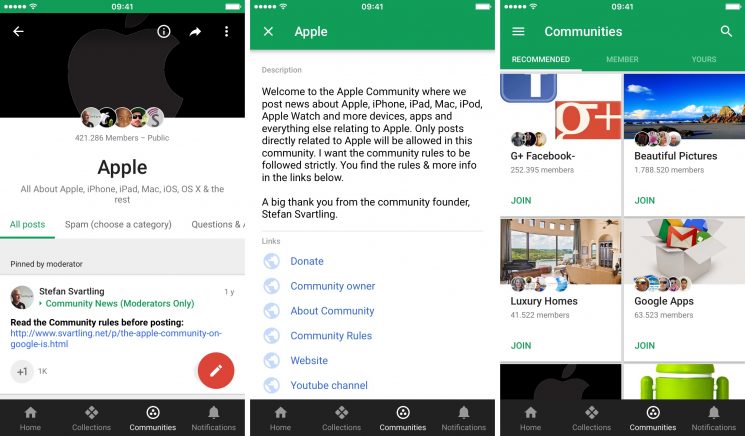 09:41
421.286 Members – Public
Apple
All About Apple, iPhone, iPad, Mac, iOS, OS X & the
rest
All posts Spam (choose a category) Questions & A
Pinned by moderator
Stefan Svartling 1 y
Community News (Moderators Only)
Read the Community rules before posting:
http://www.svartling.net/p/the-apple-community-on-
google-is.html
+1 1K
Home Collections Communities Notifications
09:41
Apple
Description
Welcome to the Apple Community where we
post news about Apple, iPhone, iPad, Mac, iPod,
Apple Watch and more devices, apps and
everything else relating to Apple. Only posts
directly related to Apple will be allowed in this
community. I want the community rules to be
followed strictly. You find the rules & more info
in the links below.
A big thank you from the community founder,
Stefan Svartling.
Links
Donate
Community owner
About Community
Community Rules
Website
Youtube channel
Home Collections Communities Notifications
09:41
Communities
RECOMMENDED MEMBER YOURS
g+
G+ Facebook-
252.395 members
JOIN
Beautiful Pictures
1.788.520 members
JOIN
Luxury Homes
41.522 members
JOIN
Google Apps
63.523 members
JOIN
Home Collections Communities Notifications